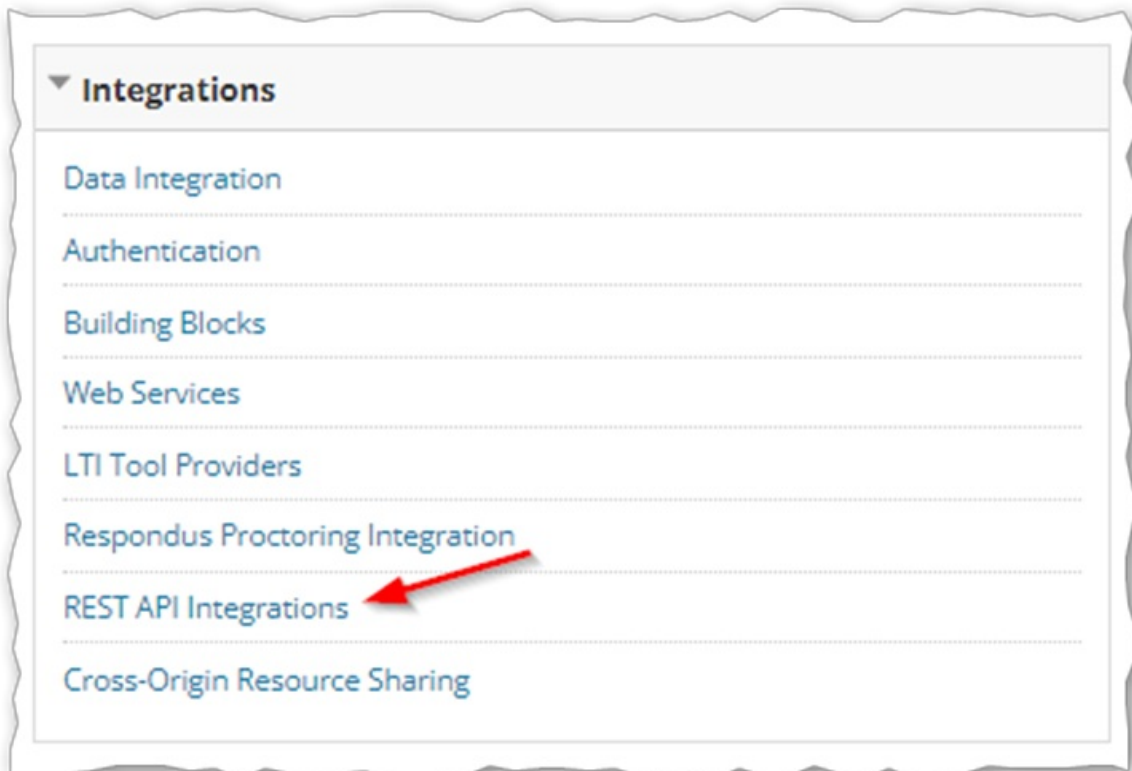 Integrations
Data Integration
Authentication
Building Blocks
Web Services
LTI Tool Providers
Respondus Proctoring Integration
REST API Integrations
Cross-Origin Resource Sharing